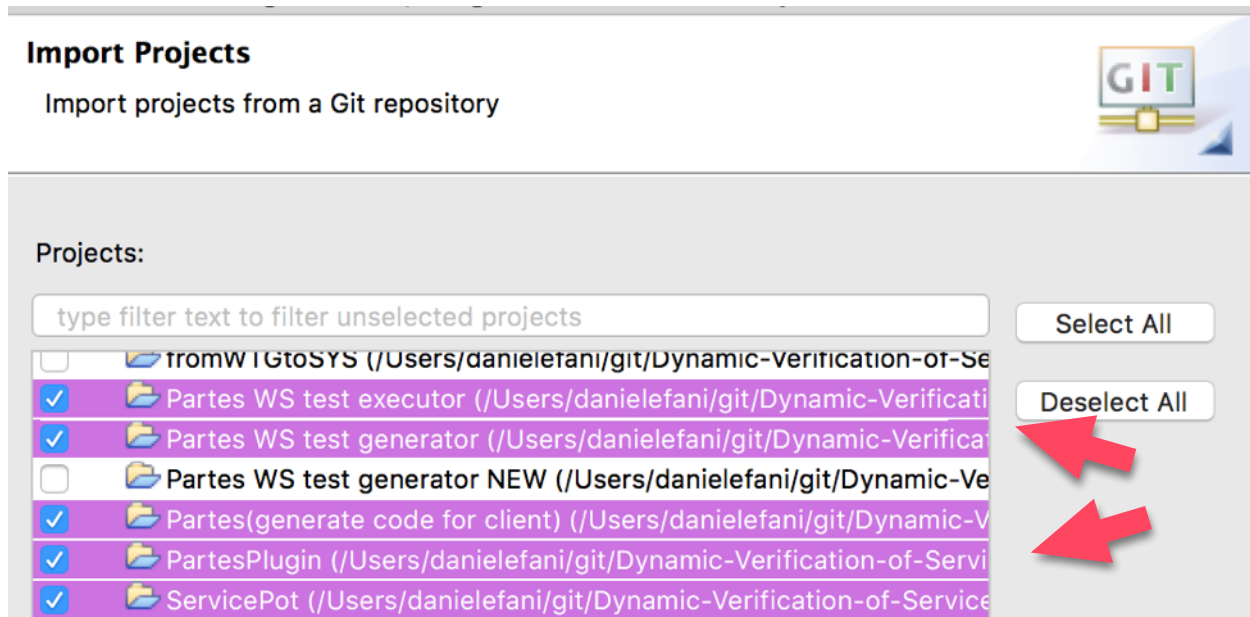 Import Projects
Import projects from a Git repository
GIT
Projects:
type filter text to filter unselected projects
Select All
fromWTGtoSYS (/Users/danielefani/git/Dynamic-Verification-of-Se
Partes WS test executor (/Users/danielefani/git/Dynamic-Verificati
Deselect All
Partes WS test generator (/Users/danielefani/git/Dynamic-Verificat
Partes WS test generator NEW (/Users/danielefani/git/Dynamic-Ve
Partes(generate code for client) (/Users/danielefani/git/Dynamic-V
PartesPlugin (/Users/danielefani/git/Dynamic-Verification-of-Servi
ServicePot (/Users/danielefani/git/Dynamic-Verification-of-Service